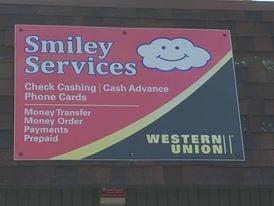 Smiley
Services
Check Cashing | Cash Advance
Phone Cards
Money Transfer
Money Order
Payments
Prepaid
WESTERN
UNION